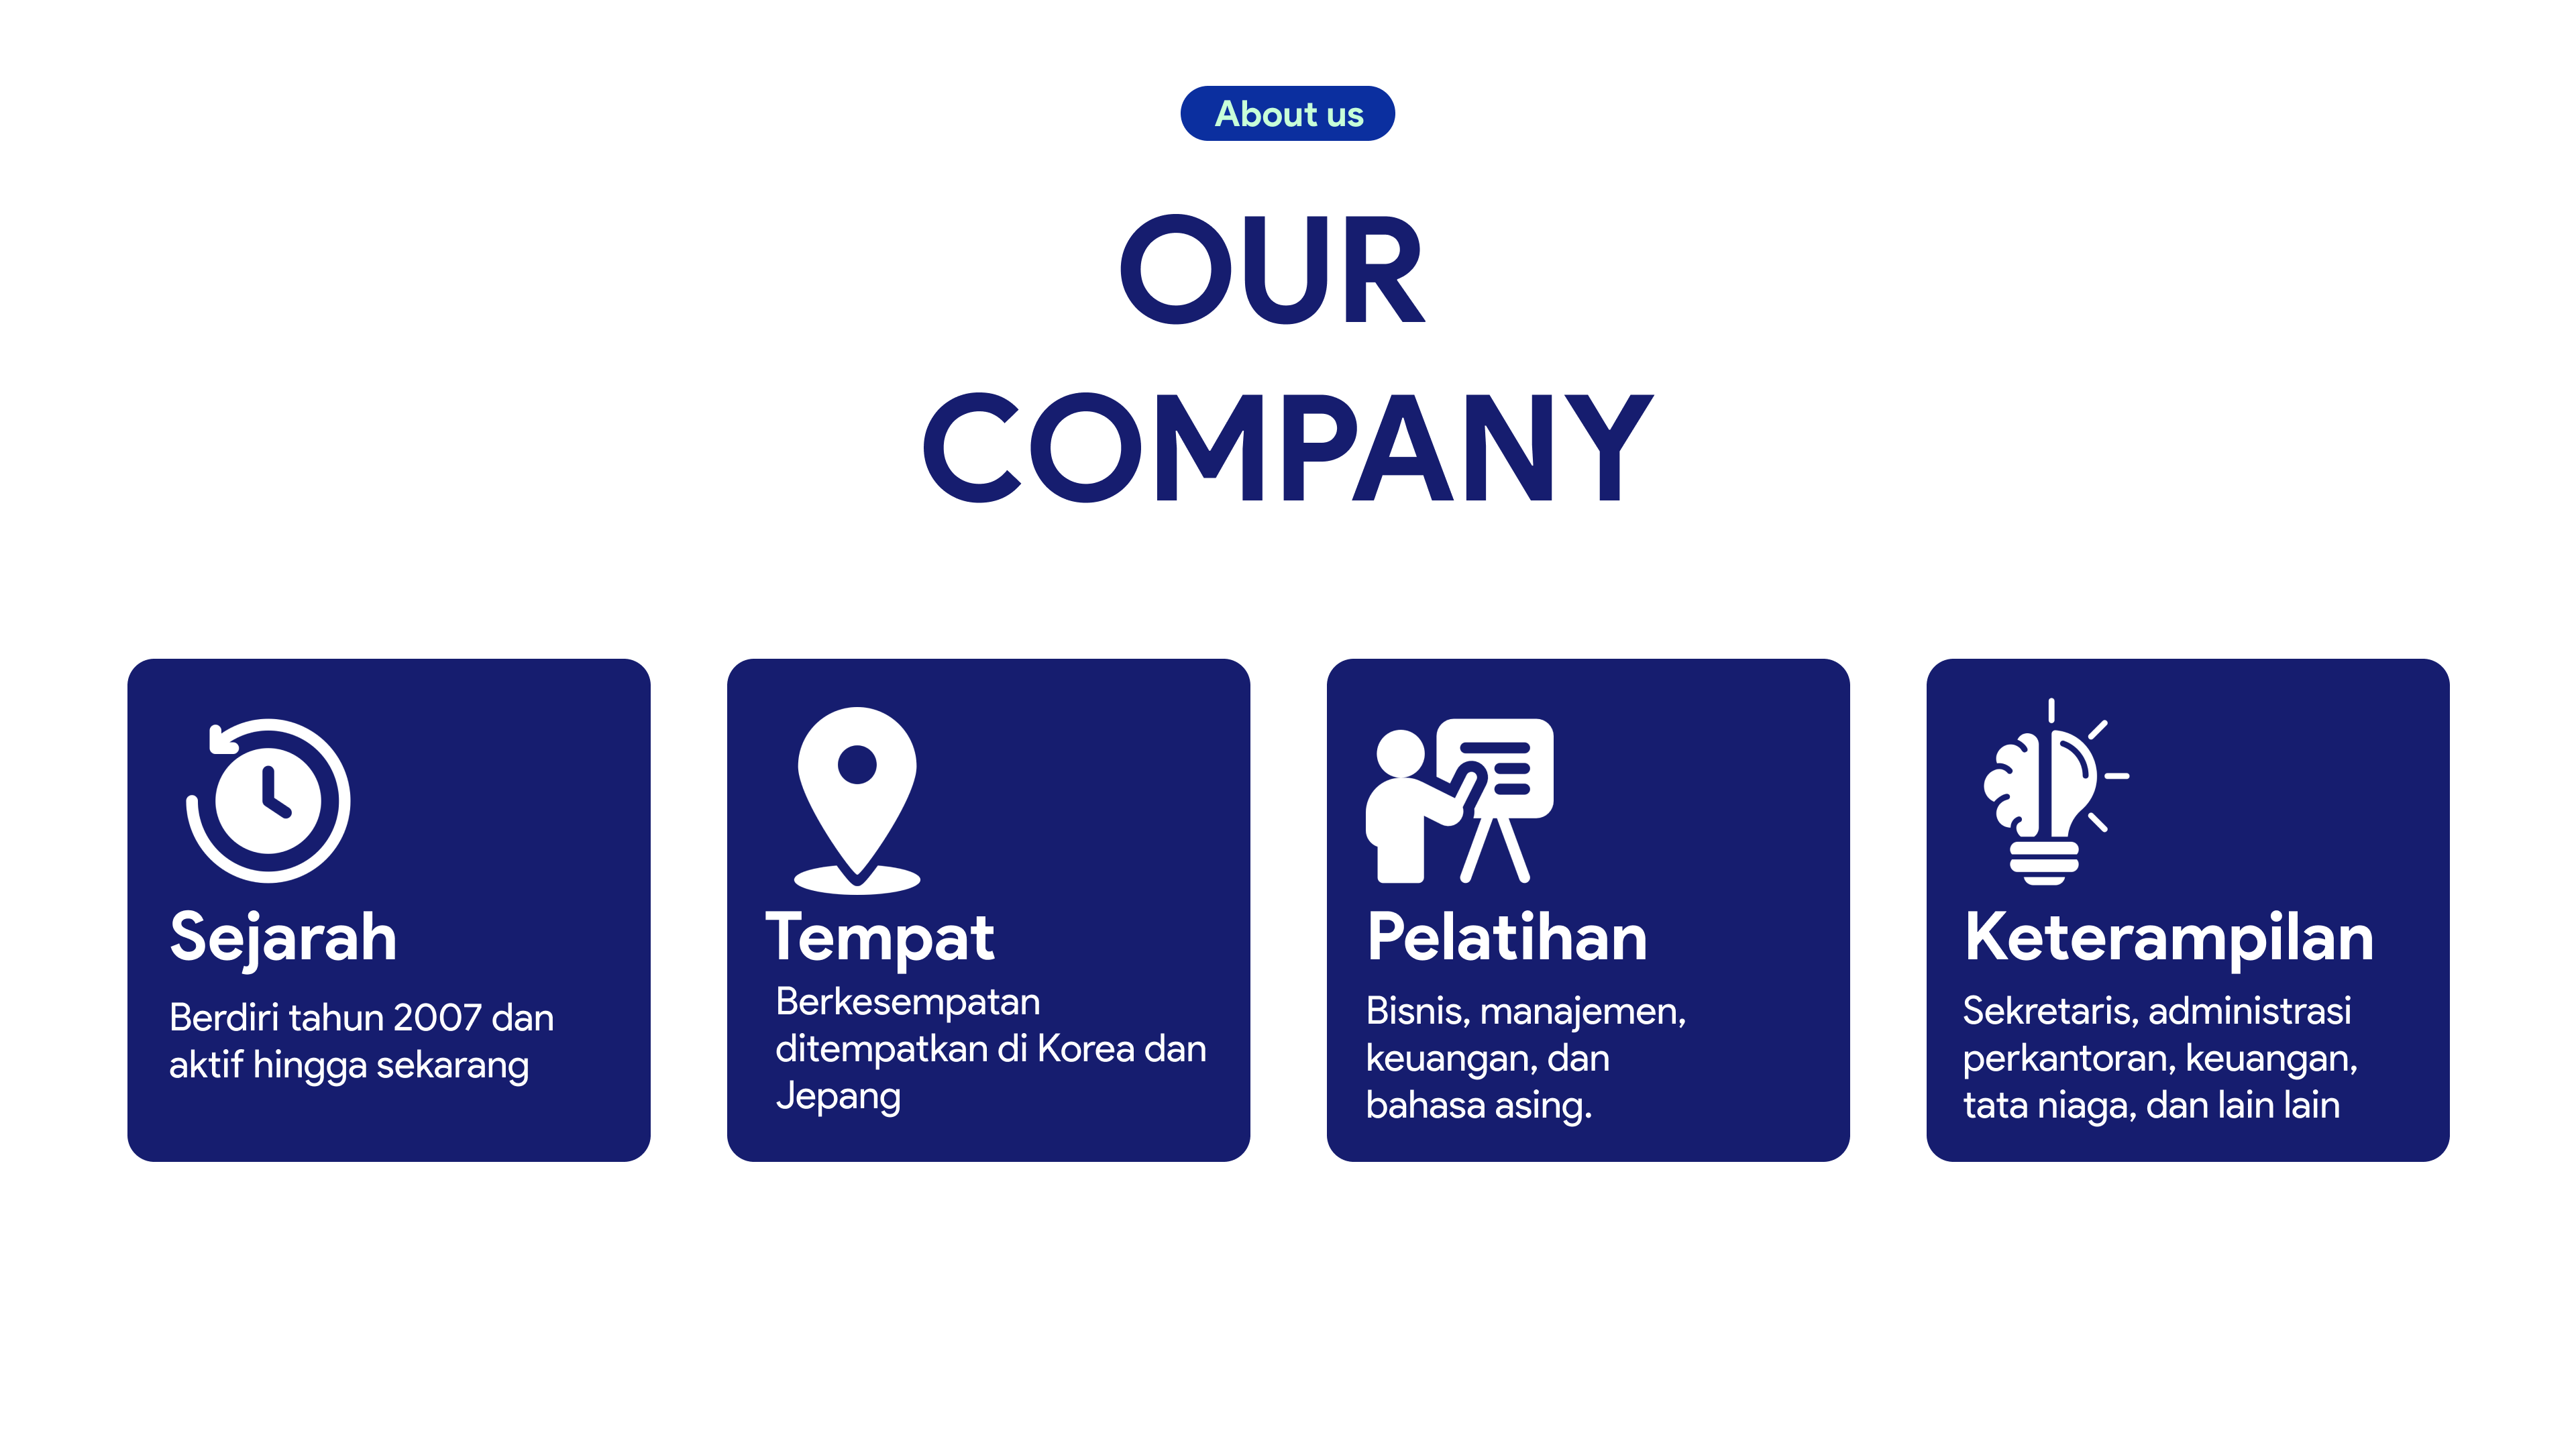 About us
OUR
COMPANY
Sejarah
Berdiri tahun 2007 dan
aktif hingga sekarang
Tempat
Berkesempatan
ditempatkan di Korea dan
Jepang
Pelatihan
Bisnis, manajemen,
keuangan, dan
bahasa asing.
Keterampilan
Sekretaris, administrasi
perkantoran, keuangan,
tata niaga, dan lain lain